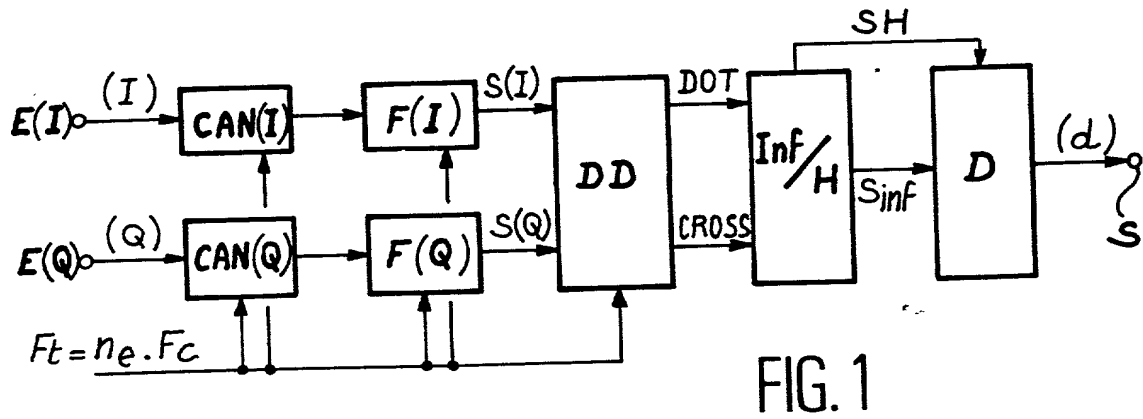 SH
(I)
S(I)
DOT
(d)
E(I)
CAN(I)
F(I)
DD
Inf/H
Sinf
D
S
(Q)
S(Q)
CROSS
E(Q)
CAN(Q)
F(Q)
Ft=ne.Fc
FIG. 1